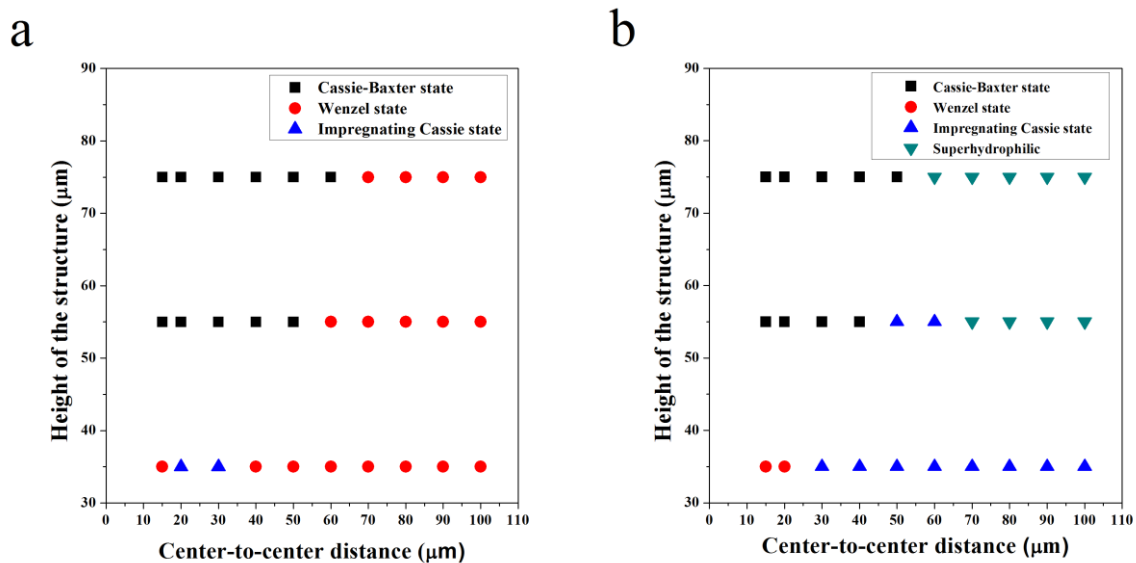 a
90
80
70
60
50
40
30
0
10
20
30
40
50
60
70
80
90
100
110
Height of the structure (μm)
Center-to-center distance (μm)
Cassie-Baxter state
Wenzel state
Impregnating Cassie state
b
90
80
70
60
50
40
30
0
10
20
30
40
50
60
70
80
90
100
110
Height of the structure (μm)
Center-to-center distance (μm)
Cassie-Baxter state
Wenzel state
Impregnating Cassie state
Superhydrophilic